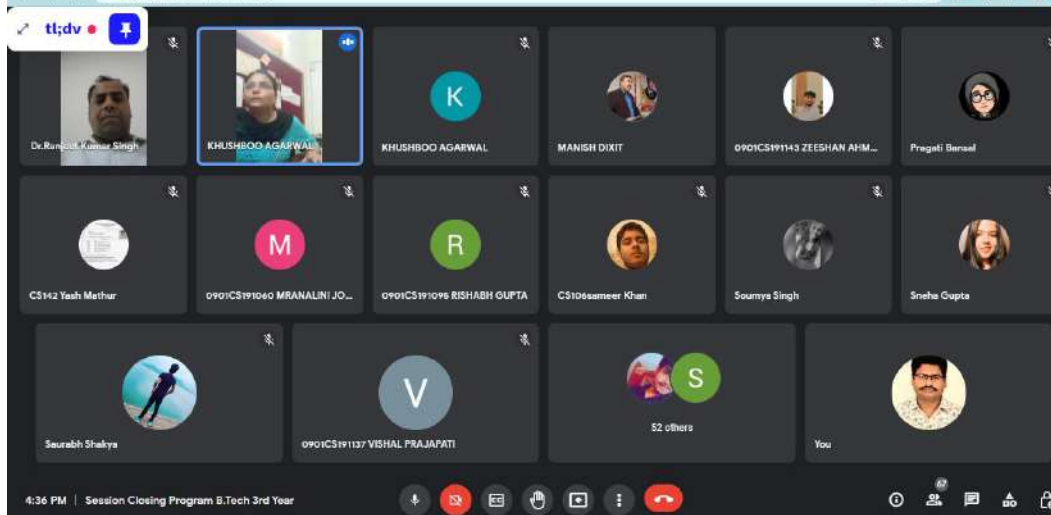 tl;dv
Dr.Ranjeet Kumar Singh
KHUSHBOO AGARWAL
K
KHUSHBOO AGARWAL
MANISH DIXIT
0901CS191143 ZEESHAN AHM...
Pragati Bansal
CS142 Yash Mathur
M
0901CS191060 MRANALINI JO...
R
0901CS191095 RISHABH GUPTA
CS106sameer Khan
Soumya Singh
Sneha Gupta
Saurabh Shakya
V
0901CS191137 VISHAL PRAJAPATI
S
52 others
You
4:36 PM | Session Closing Program B.Tech 3rd Year
CC
67